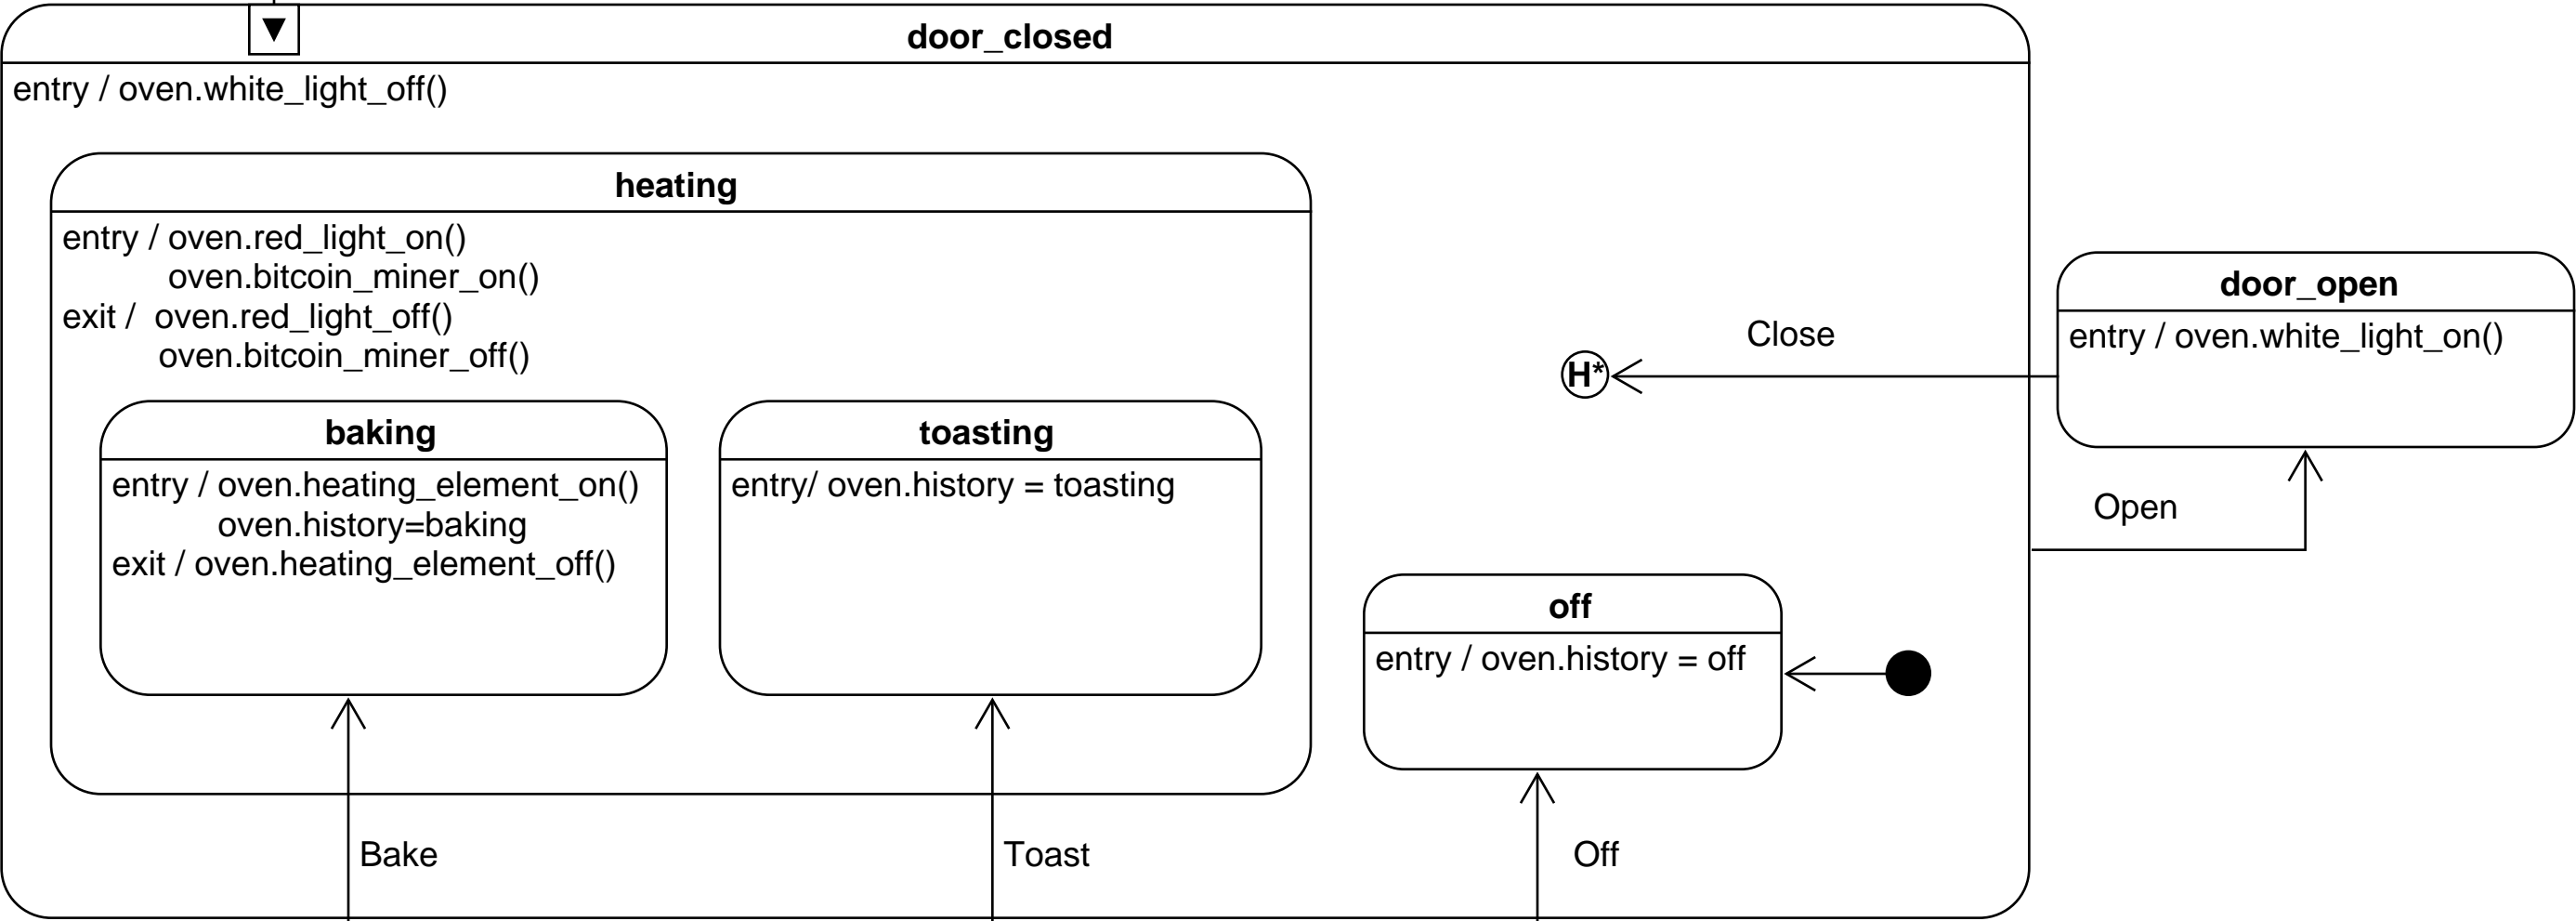 door_closed
entry / oven.white_light_off()
heating
entry / oven.red_light_on()
oven.bitcoin_miner_on()
exit /  oven.red_light_off()
oven.bitcoin_miner_off()
baking
entry / oven.heating_element_on()
oven.history=baking
exit / oven.heating_element_off()
toasting
entry/ oven.history = toasting
H*
Close
door_open
entry / oven.white_light_on()
Open
off
entry / oven.history = off
Bake
Toast
Off